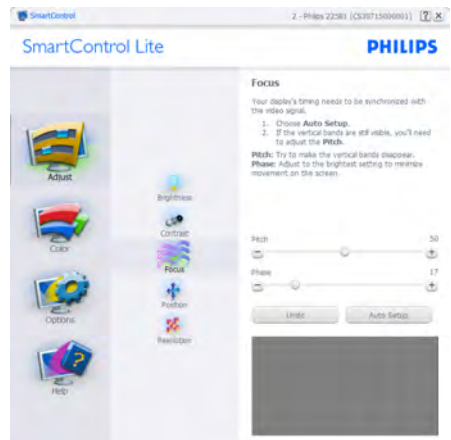 SmartControl
2 - Philips 225B1 (CS30715000001)
SmartControl Lite
PHILIPS
Focus
Your display's timing needs to be synchronized with
the video signal.
1. Choose Auto Setup.
2. If the vertical bands are still visible, you'll need
to adjust the Pitch.
Pitch: Try to make the vertical bands disappear.
Phase: Adjust to the brightest setting to minimize
movement on the screen.
Adjust
Color
Options
Help
Brightness
Contrast
Focus
Position
Resolution
Pitch 50
Phase 17
Undo
Auto Setup